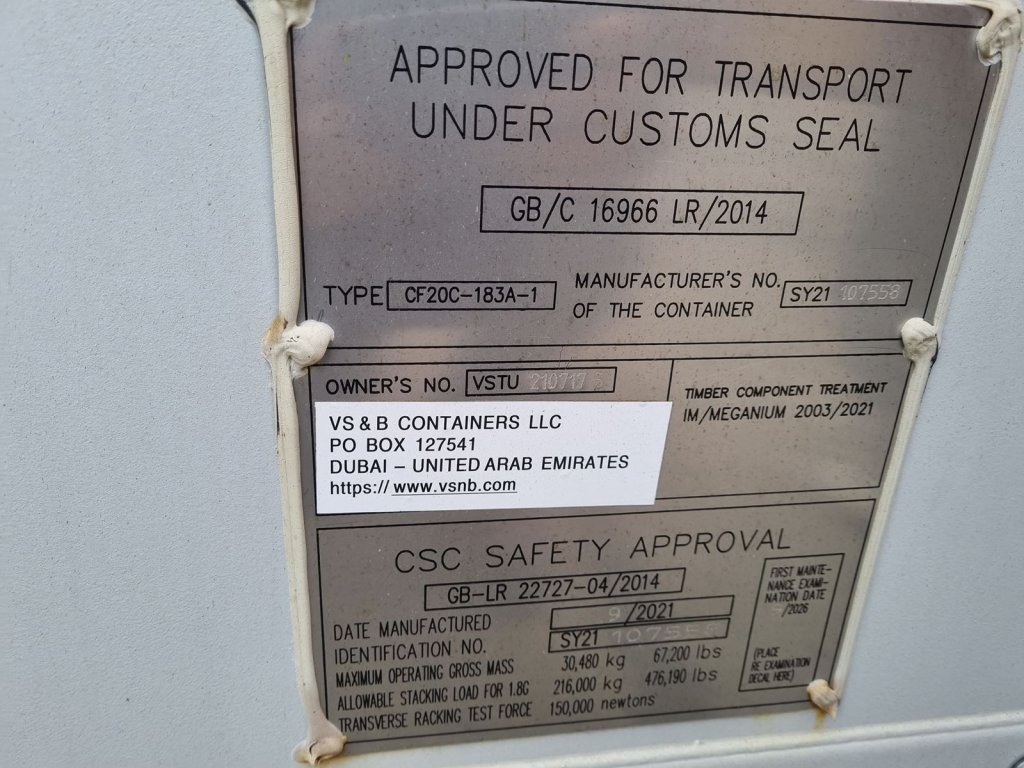 APPROVED FOR TRANSPORT
UNDER CUSTOMS SEAL
GB/C 16966 LR/2014
TYPE CF20C-183A-1
MANUFACTURER'S NO.
OF THE CONTAINER
SY21 107558
OWNER'S NO. VSTU 210717
TIMBER COMPONENT TREATMENT
IM/MEGANIUM 2003/2021
VS & B CONTAINERS LLC
PO BOX 127541
DUBAI – UNITED ARAB EMIRATES
https:// www.vsnb.com
CSC SAFETY APPROVAL
GB-LR 22727-04/2014
DATE MANUFACTURED 9/2021
IDENTIFICATION NO. SY21
MAXIMUM OPERATING GROSS MASS 30,480 kg 67,200 lbs
ALLOWABLE STACKING LOAD FOR 1.8G 216,000 kg 476,190 lbs
TRANSVERSE RACKING TEST FORCE 150,000 newtons
FIRST MAINTE-
NANCE EXAMI-
NATION DATE
/2026
(PLACE
RE EXAMINATION
DECAL HERE)